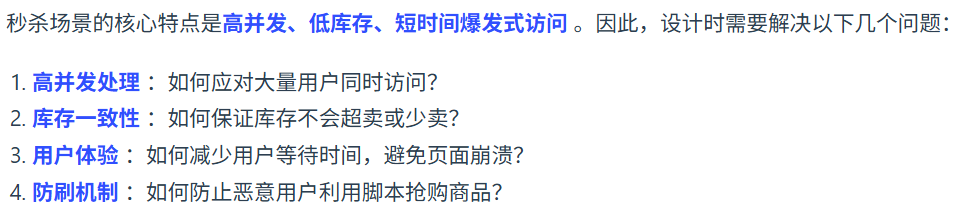 秒杀场景的核心特点是高并发、低库存、短时间爆发式访问 。因此，设计时需要解决以下几个问题：
1. 高并发处理 ：如何应对大量用户同时访问？
2. 库存一致性 ：如何保证库存不会超卖或少卖？
3. 用户体验 ：如何减少用户等待时间，避免页面崩溃？
4. 防刷机制 ：如何防止恶意用户利用脚本抢购商品？